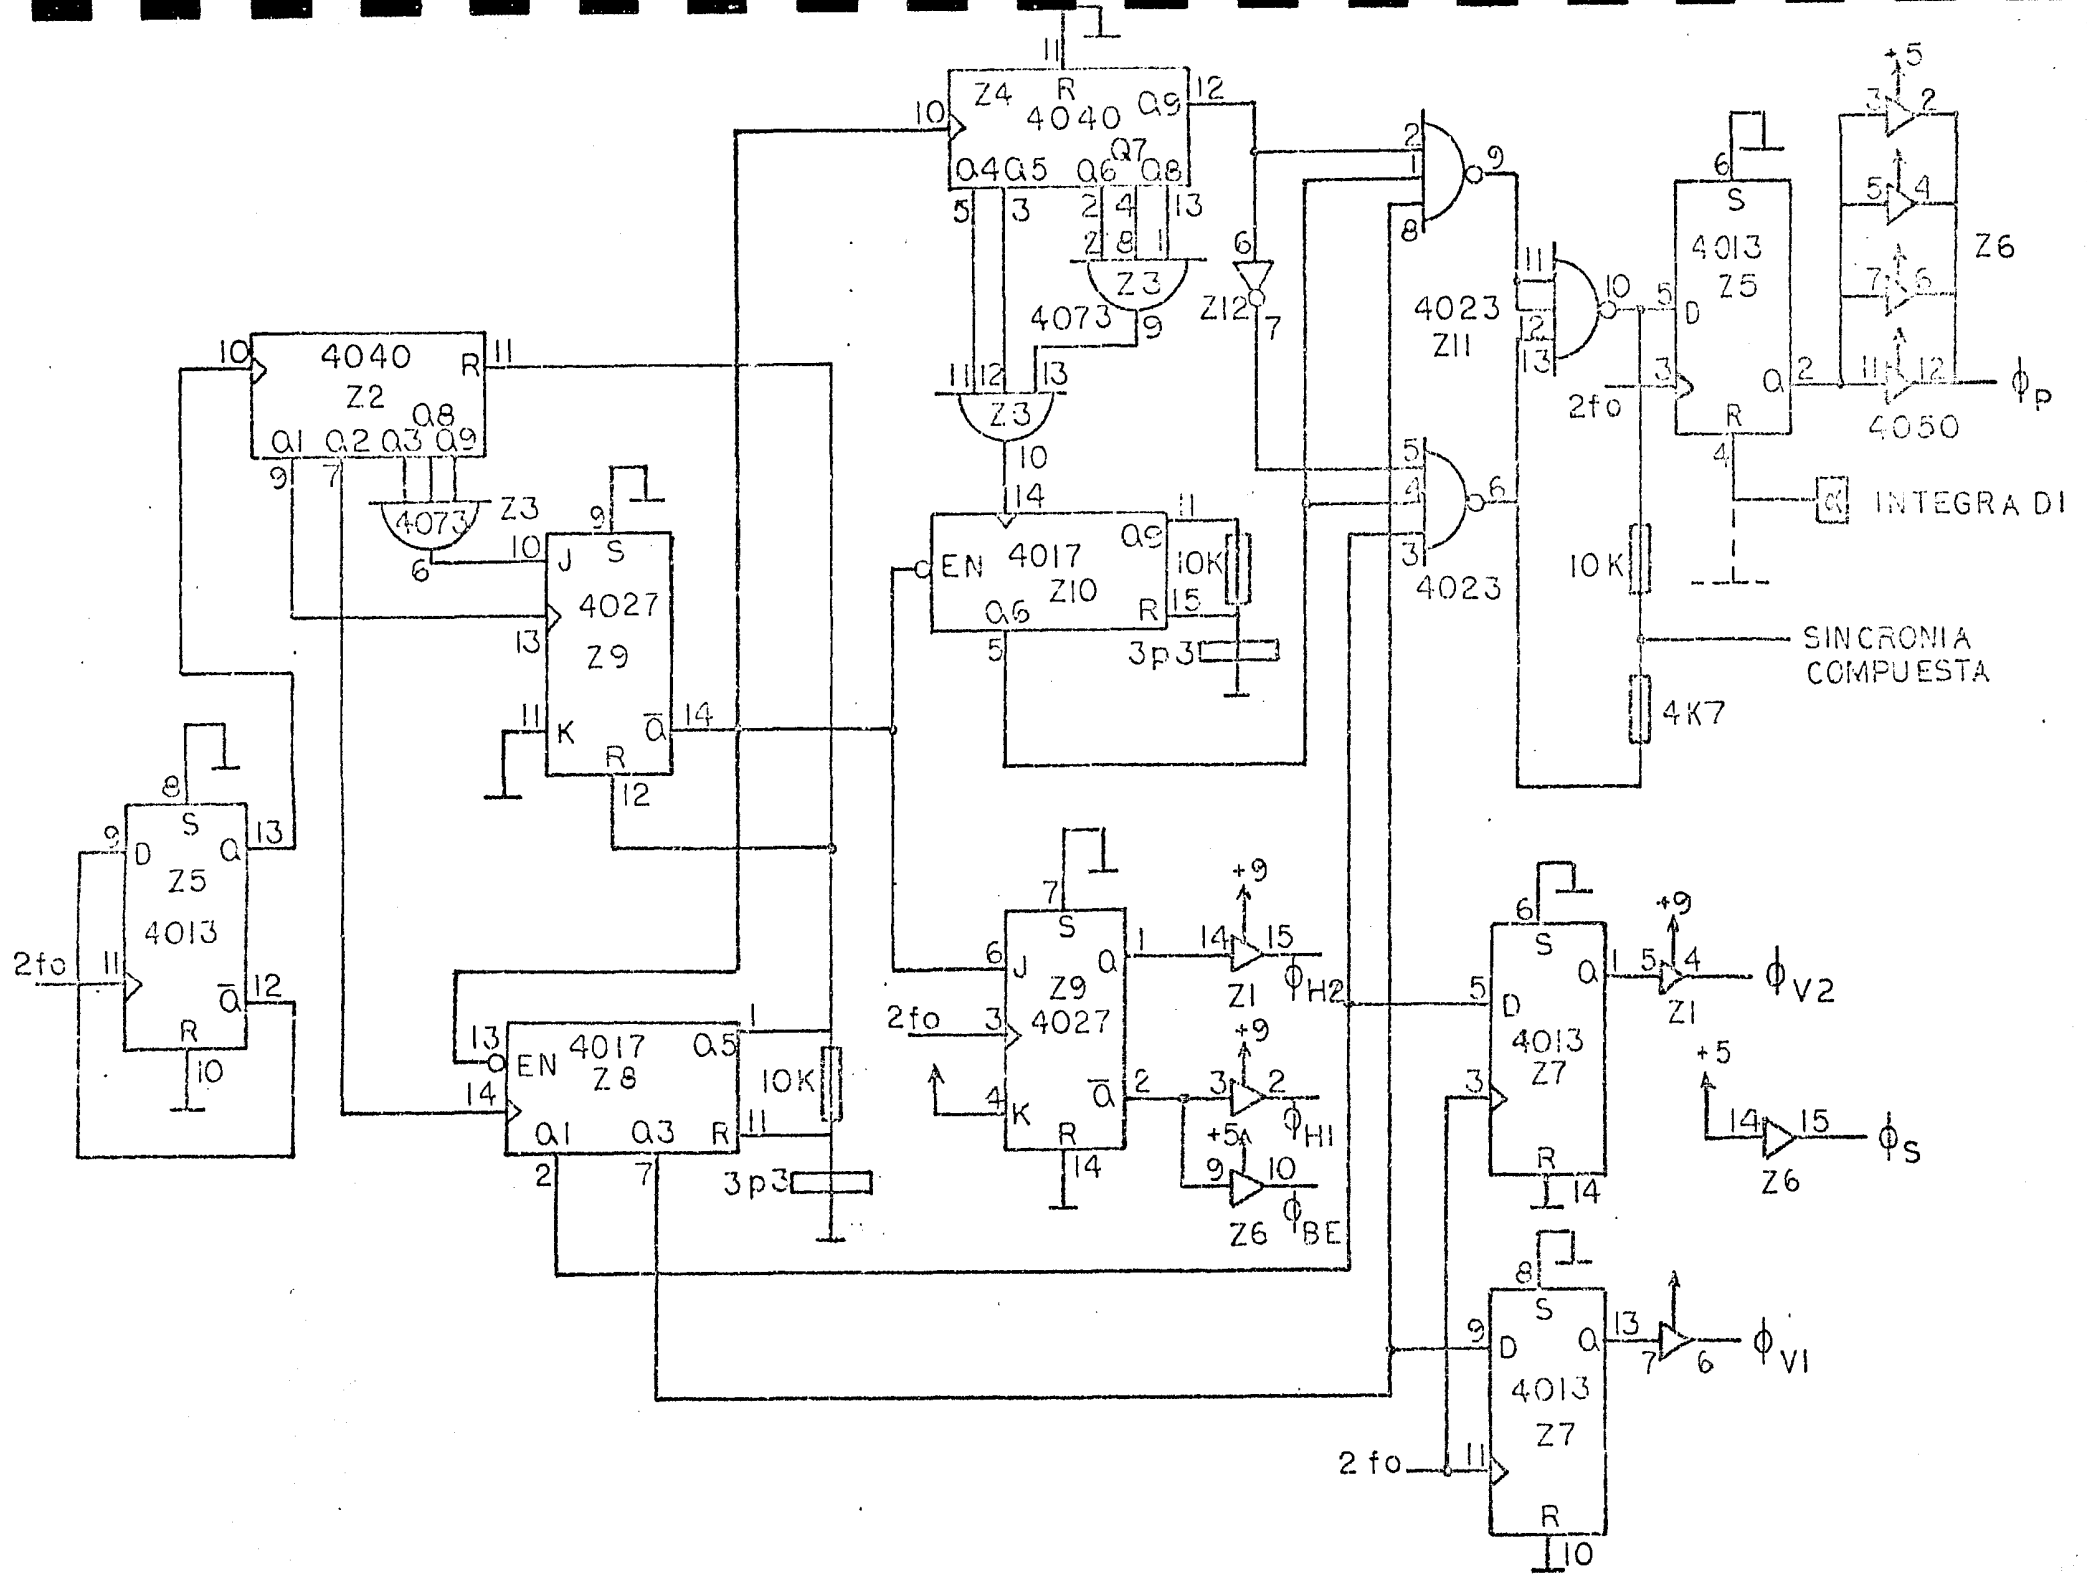 11
Z4
R
4040
Q9
12
10
Q4 Q5
Q7
Q6 Q8
5
3
2
4
13
2
8
1
Z3
4073
9
11 12 13
Z3
10
14
11
EN
4017
Z10
Q9
Q6
R
15
10K
3p3
5
6
Z12
7
2
1
8
9
5
4
3
6
4023
4023
Z11
11
12
13
10
5
6
S
4013
Z5
D
3
2fo
Q
2
R
4
+5
3
2
5
4
7
6
11
12
Z6
4050
ϕP
α INTEGRA DI
10K
SINCRONIA
COMPUESTA
4K7
10
4040
Z2
R
11
Q8
Q1 Q2 Q3 Q9
9
7
Z3
4073
6
9
10
J
S
4027
Z9
13
11
K
Q̅
14
R
12
8
S
9
D
Q
13
Z5
4013
2fo
11
Q̅
12
R
10
13
EN
4017
Z8
Q5
1
14
Q1
Q3
R
11
2
7
10K
3p3
7
S
6
J
Q
1
Z9
4027
2fo
3
4
K
Q̅
2
R
14
+9
14
15
Z1
ϕH2
+9
3
2
ϕH1
+5
9
10
Z6
ϕBE
6
S
5
D
Q
1
4013
Z7
3
R
14
+9
5
4
Z1
ϕV2
+5
14
15
Z6
ϕS
8
S
9
D
Q
13
4013
Z7
7
6
ϕV1
2fo
11
R
10